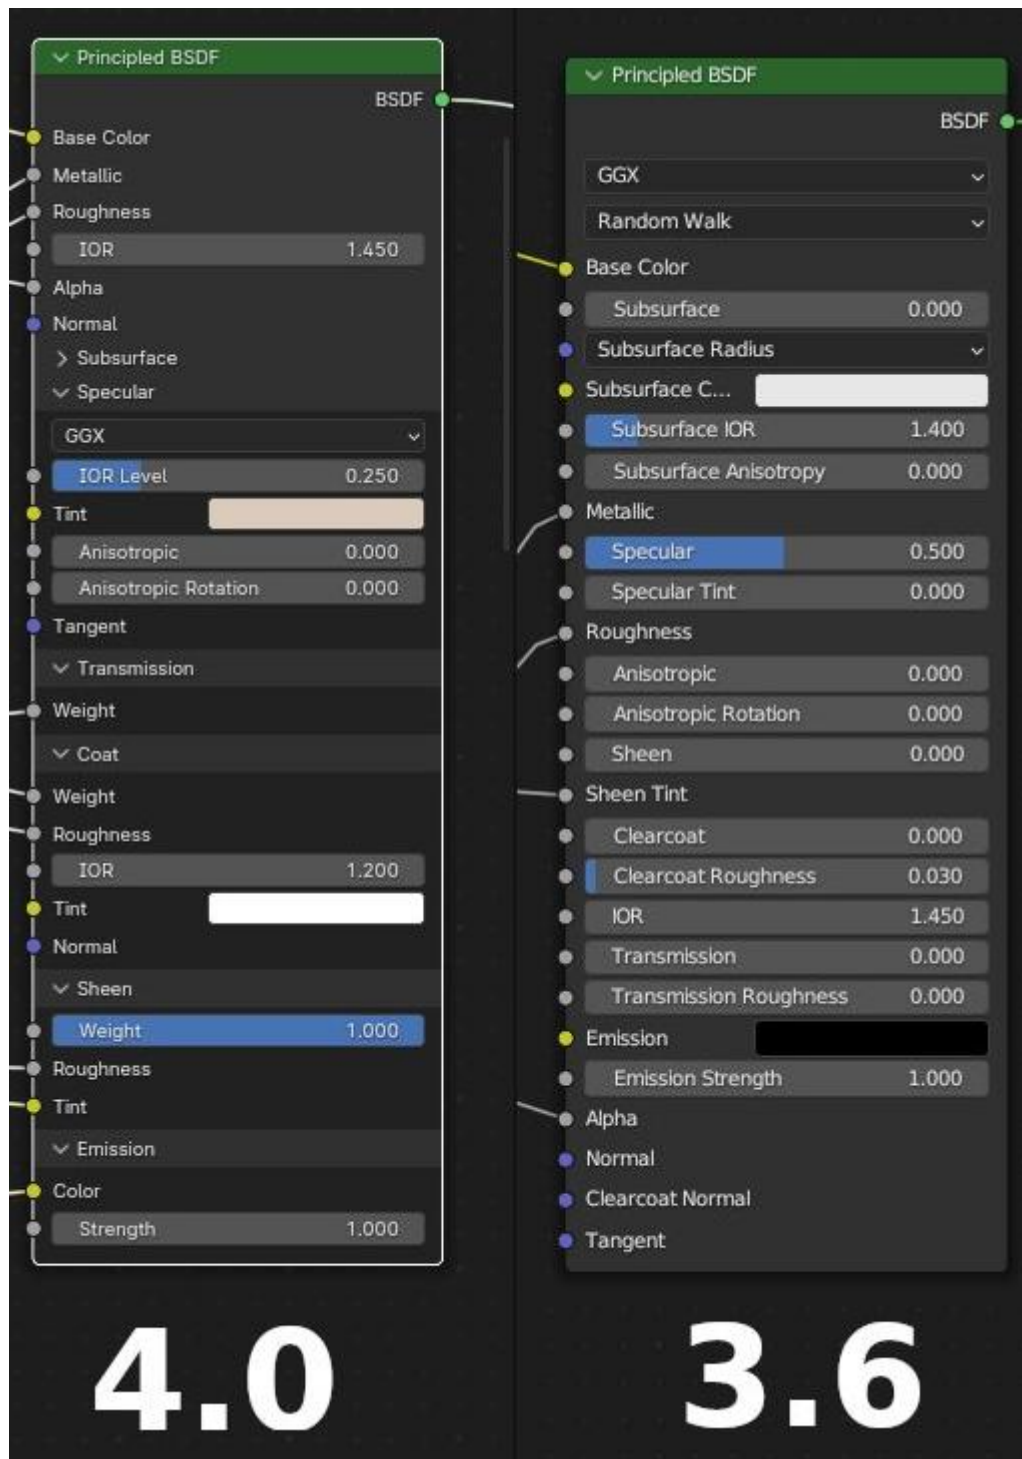 Principled BSDF
BSDF
Base Color
Metallic
Roughness
IOR 1.450
Alpha
Normal
Subsurface
Specular
GGX
IOR Level 0.250
Tint
Anisotropic 0.000
Anisotropic Rotation 0.000
Tangent
Transmission
Weight
Coat
Weight
Roughness
IOR 1.200
Tint
Normal
Sheen
Weight 1.000
Roughness
Tint
Emission
Color
Strength 1.000
4.0
Principled BSDF
BSDF
GGX
Random Walk
Base Color
Subsurface 0.000
Subsurface Radius
Subsurface C...
Subsurface IOR 1.400
Subsurface Anisotropy 0.000
Metallic
Specular 0.500
Specular Tint 0.000
Roughness
Anisotropic 0.000
Anisotropic Rotation 0.000
Sheen 0.000
Sheen Tint
Clearcoat 0.000
Clearcoat Roughness 0.030
IOR 1.450
Transmission 0.000
Transmission Roughness 0.000
Emission
Emission Strength 1.000
Alpha
Normal
Clearcoat Normal
Tangent
3.6